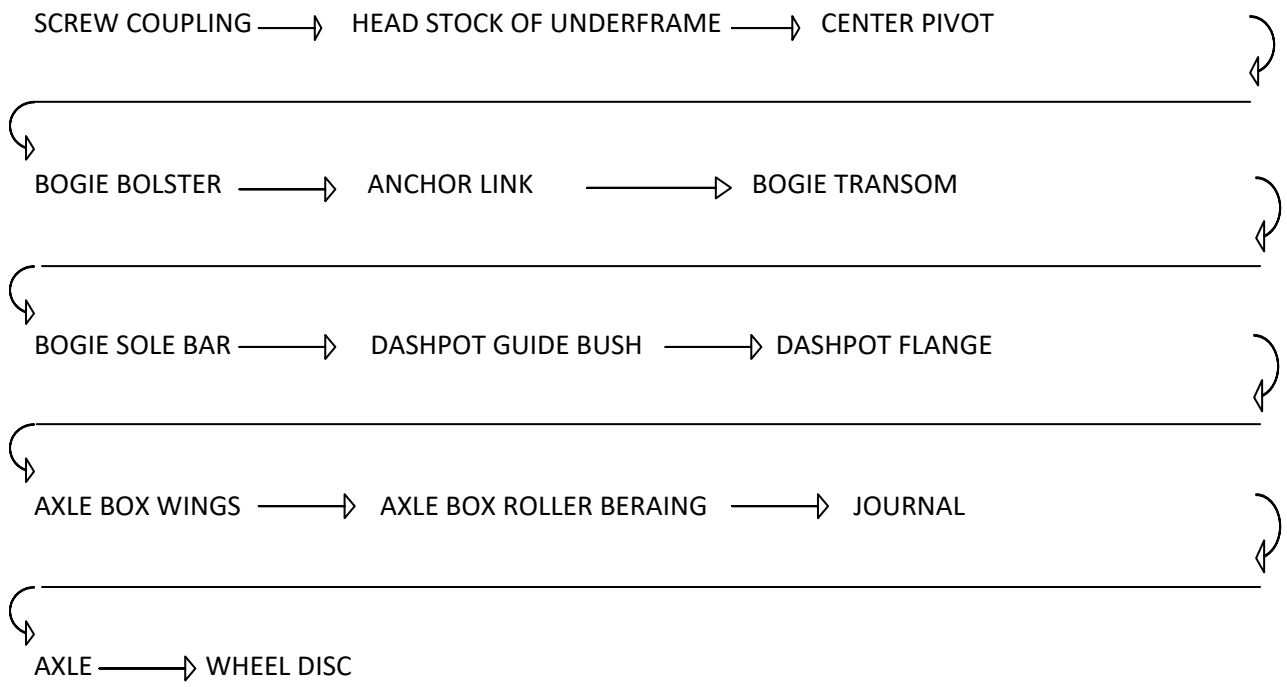 SCREW COUPLING HEAD STOCK OF UNDERFRAME CENTER PIVOT
BOGIE BOLSTER ANCHOR LINK BOGIE TRANSOM
BOGIE SOLE BAR DASHPOT GUIDE BUSH DASHPOT FLANGE
AXLE BOX WINGS AXLE BOX ROLLER BERAING JOURNAL
AXLE WHEEL DISC